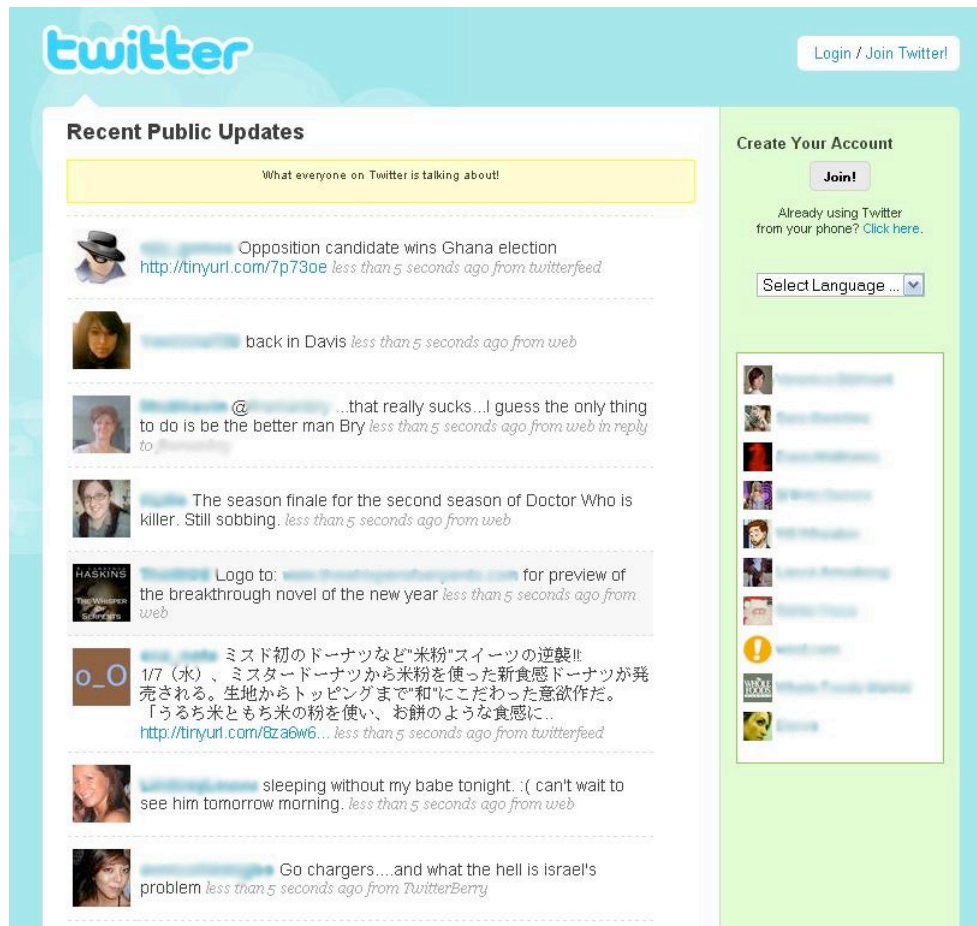 twitter
Login / Join Twitter!
Recent Public Updates
What everyone on Twitter is talking about!
Opposition candidate wins Ghana election
http://tinyurl.com/7p73oe less than 5 seconds ago from twitterfeed
back in Davis less than 5 seconds ago from web
@ ...that really sucks...I guess the only thing
to do is be the better man Bry less than 5 seconds ago from web in reply
to
The season finale for the second season of Doctor Who is
killer. Still sobbing. less than 5 seconds ago from web
HASKINS
THE WHISPER
SERPENTS
Logo to: for preview of
the breakthrough novel of the new year less than 5 seconds ago from
web
o_O
ミスド初のドーナツなど"米粉"スイーツの逆襲!!
1/7（水）、ミスタードーナツから米粉を使った新食感ドーナツが発
売される。生地からトッピングまで"和"にこだわった意欲作だ。
「うるち米ともち米の粉を使い、お餅のような食感に..
http://tinyurl.com/8za6w6... less than 5 seconds ago from twitterfeed
sleeping without my babe tonight. :( can't wait to
see him tomorrow morning. less than 5 seconds ago from web
Go chargers....and what the hell is israel's
problem less than 5 seconds ago from TwitterBerry
Create Your Account
Join!
Already using Twitter
from your phone? Click here.
Select Language ...
WHOLE
FOODS